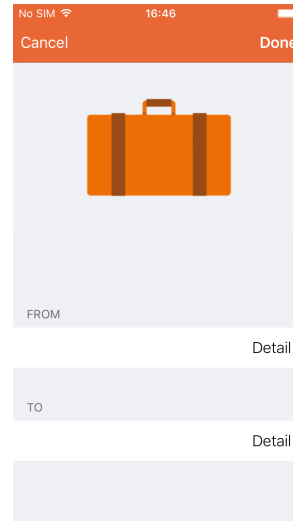 No SIM 16:46
Cancel Done
FROM
Detail
TO
Detail